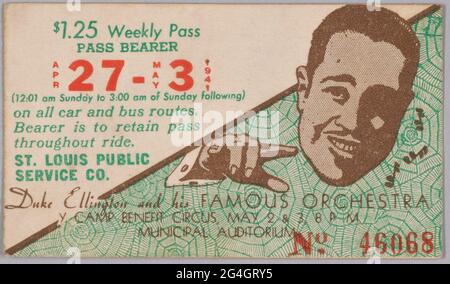 $1.25 Weekly Pass
PASS BEARER
APR 27 - MAY 3 1941
(12:01 am Sunday to 3:00 am of Sunday following)
on all car and bus routes.
Bearer is to retain pass
throughout ride.
ST. LOUIS PUBLIC
SERVICE CO.
Duke Ellington and his FAMOUS ORCHESTRA
Y CAMP BENEFIT CIRCUS, MAY 2 & 3, 8 P.M.
MUNICIPAL AUDITORIUM
No. 46068
alamy - 2G4GRY5